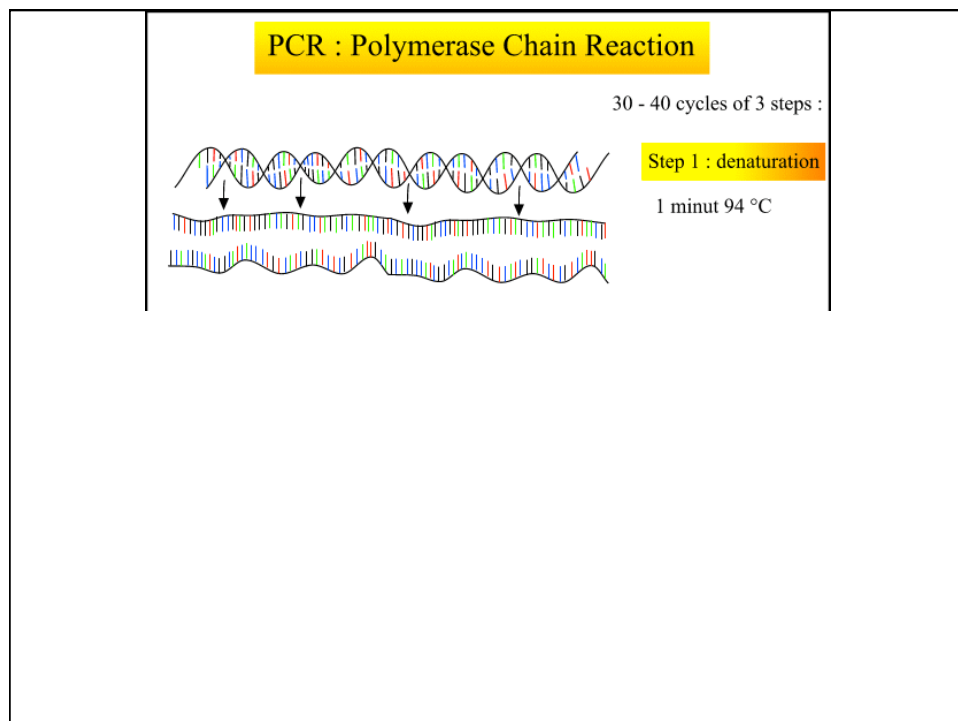 PCR : Polymerase Chain Reaction
30 - 40 cycles of 3 steps :
Step 1 : denaturation
1 minut 94 °C